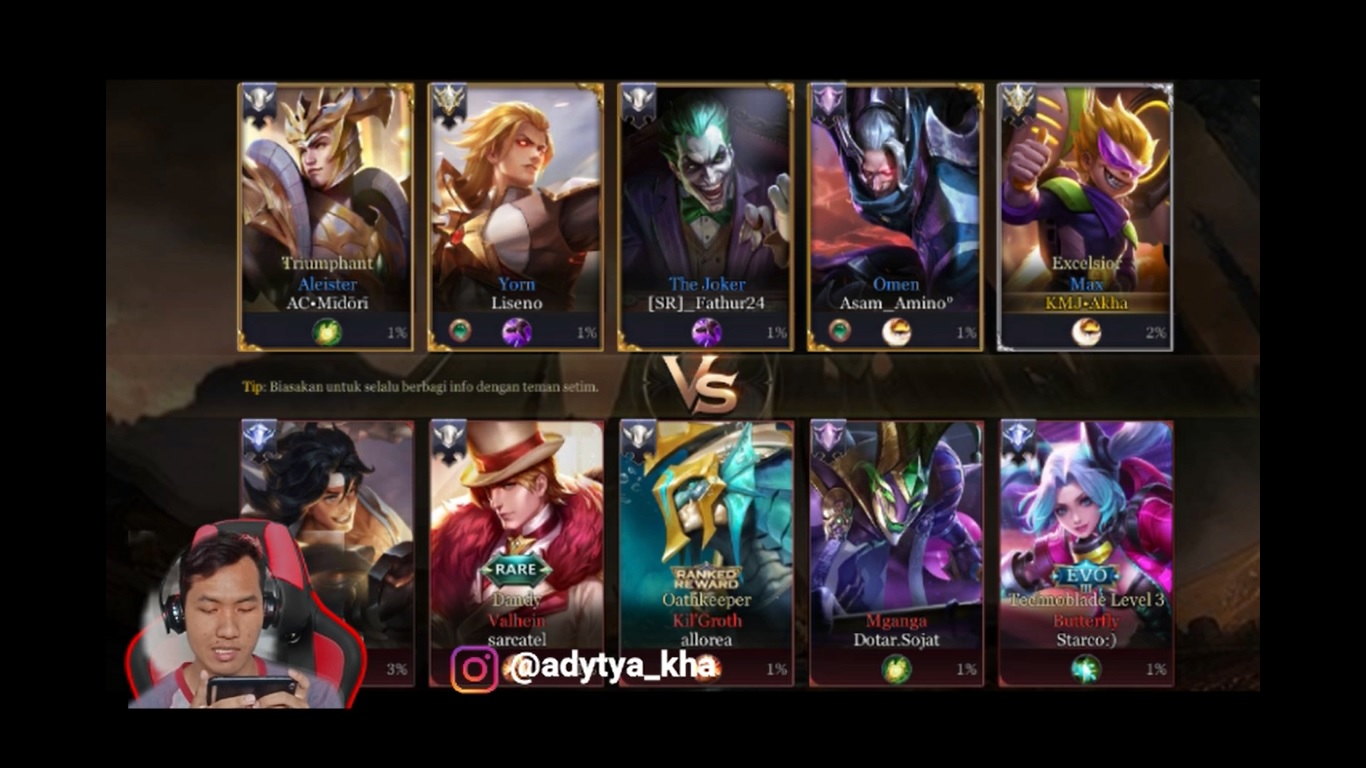 Triumphant
Aleister
AC•Midōri
1%
Yorn
Liseno
1%
The Joker
[SR]_Fathur24
1%
Omen
Asam_Amino°
1%
Excelsior
Max
KMJ•Akha
2%
Tip: Biasakan untuk selalu berbagi info dengan teman setim.
VS
3%
RARE
Dandy
Valhein
sarcatel
RANKED
REWARD
Oathkeeper
Kil'Groth
allorea
1%
Mganga
Dotar.Sojat
1%
EVO
III
Technoblade Level 3
Butterfly
Starco:)
1%
@adytya_kha